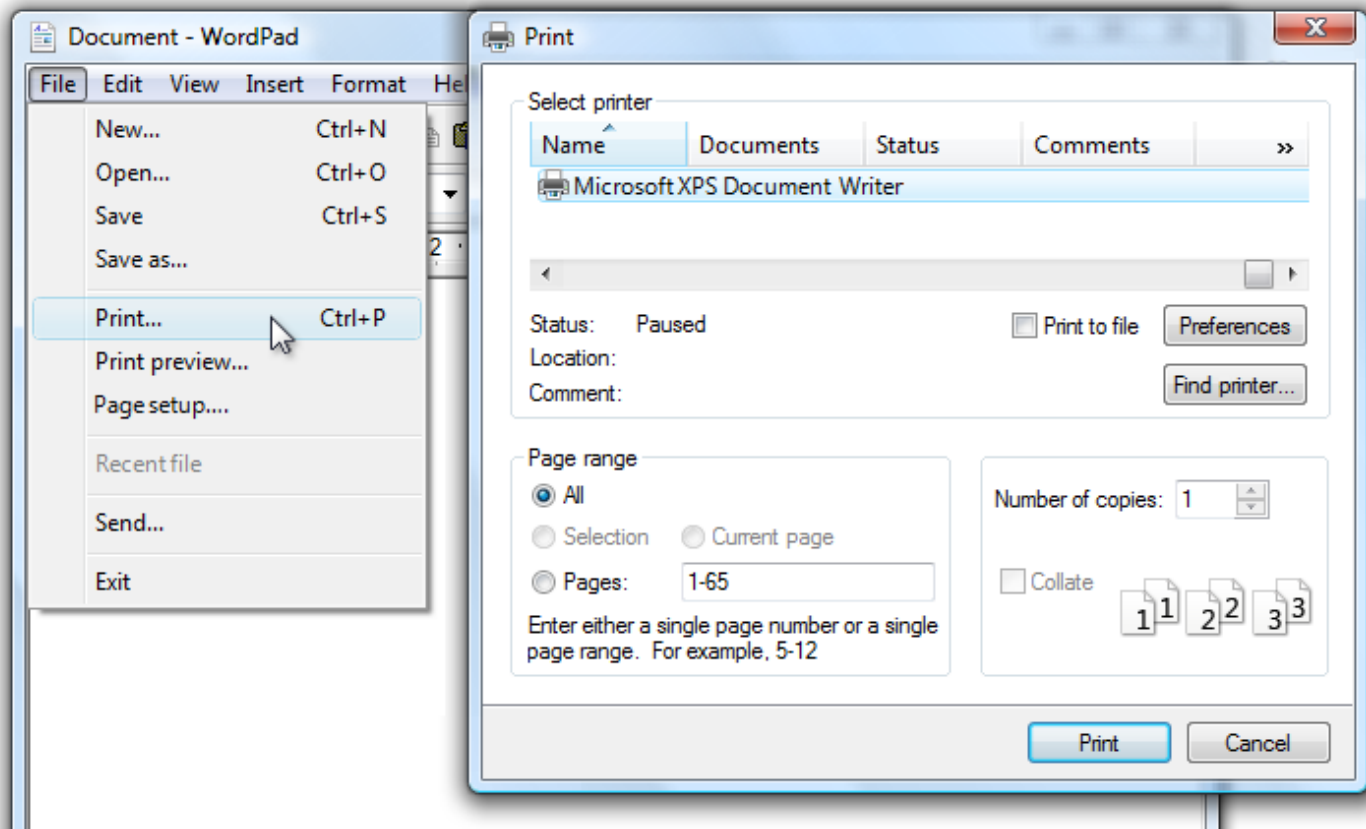 Document - WordPad
File Edit View Insert Format Hel
New... Ctrl+N
Open... Ctrl+O
Save Ctrl+S
Save as...
Print... Ctrl+P
Print preview...
Page setup....
Recent file
Send...
Exit
2
Print
Select printer
Name Documents Status Comments »
Microsoft XPS Document Writer
Status: Paused
Print to file Preferences
Location:
Comment:
Find printer...
Page range
All
Selection Current page
Pages: 1-65
Enter either a single page number or a single
page range. For example, 5-12
Number of copies: 1
Collate
1 1 2 2 3 3
Print Cancel